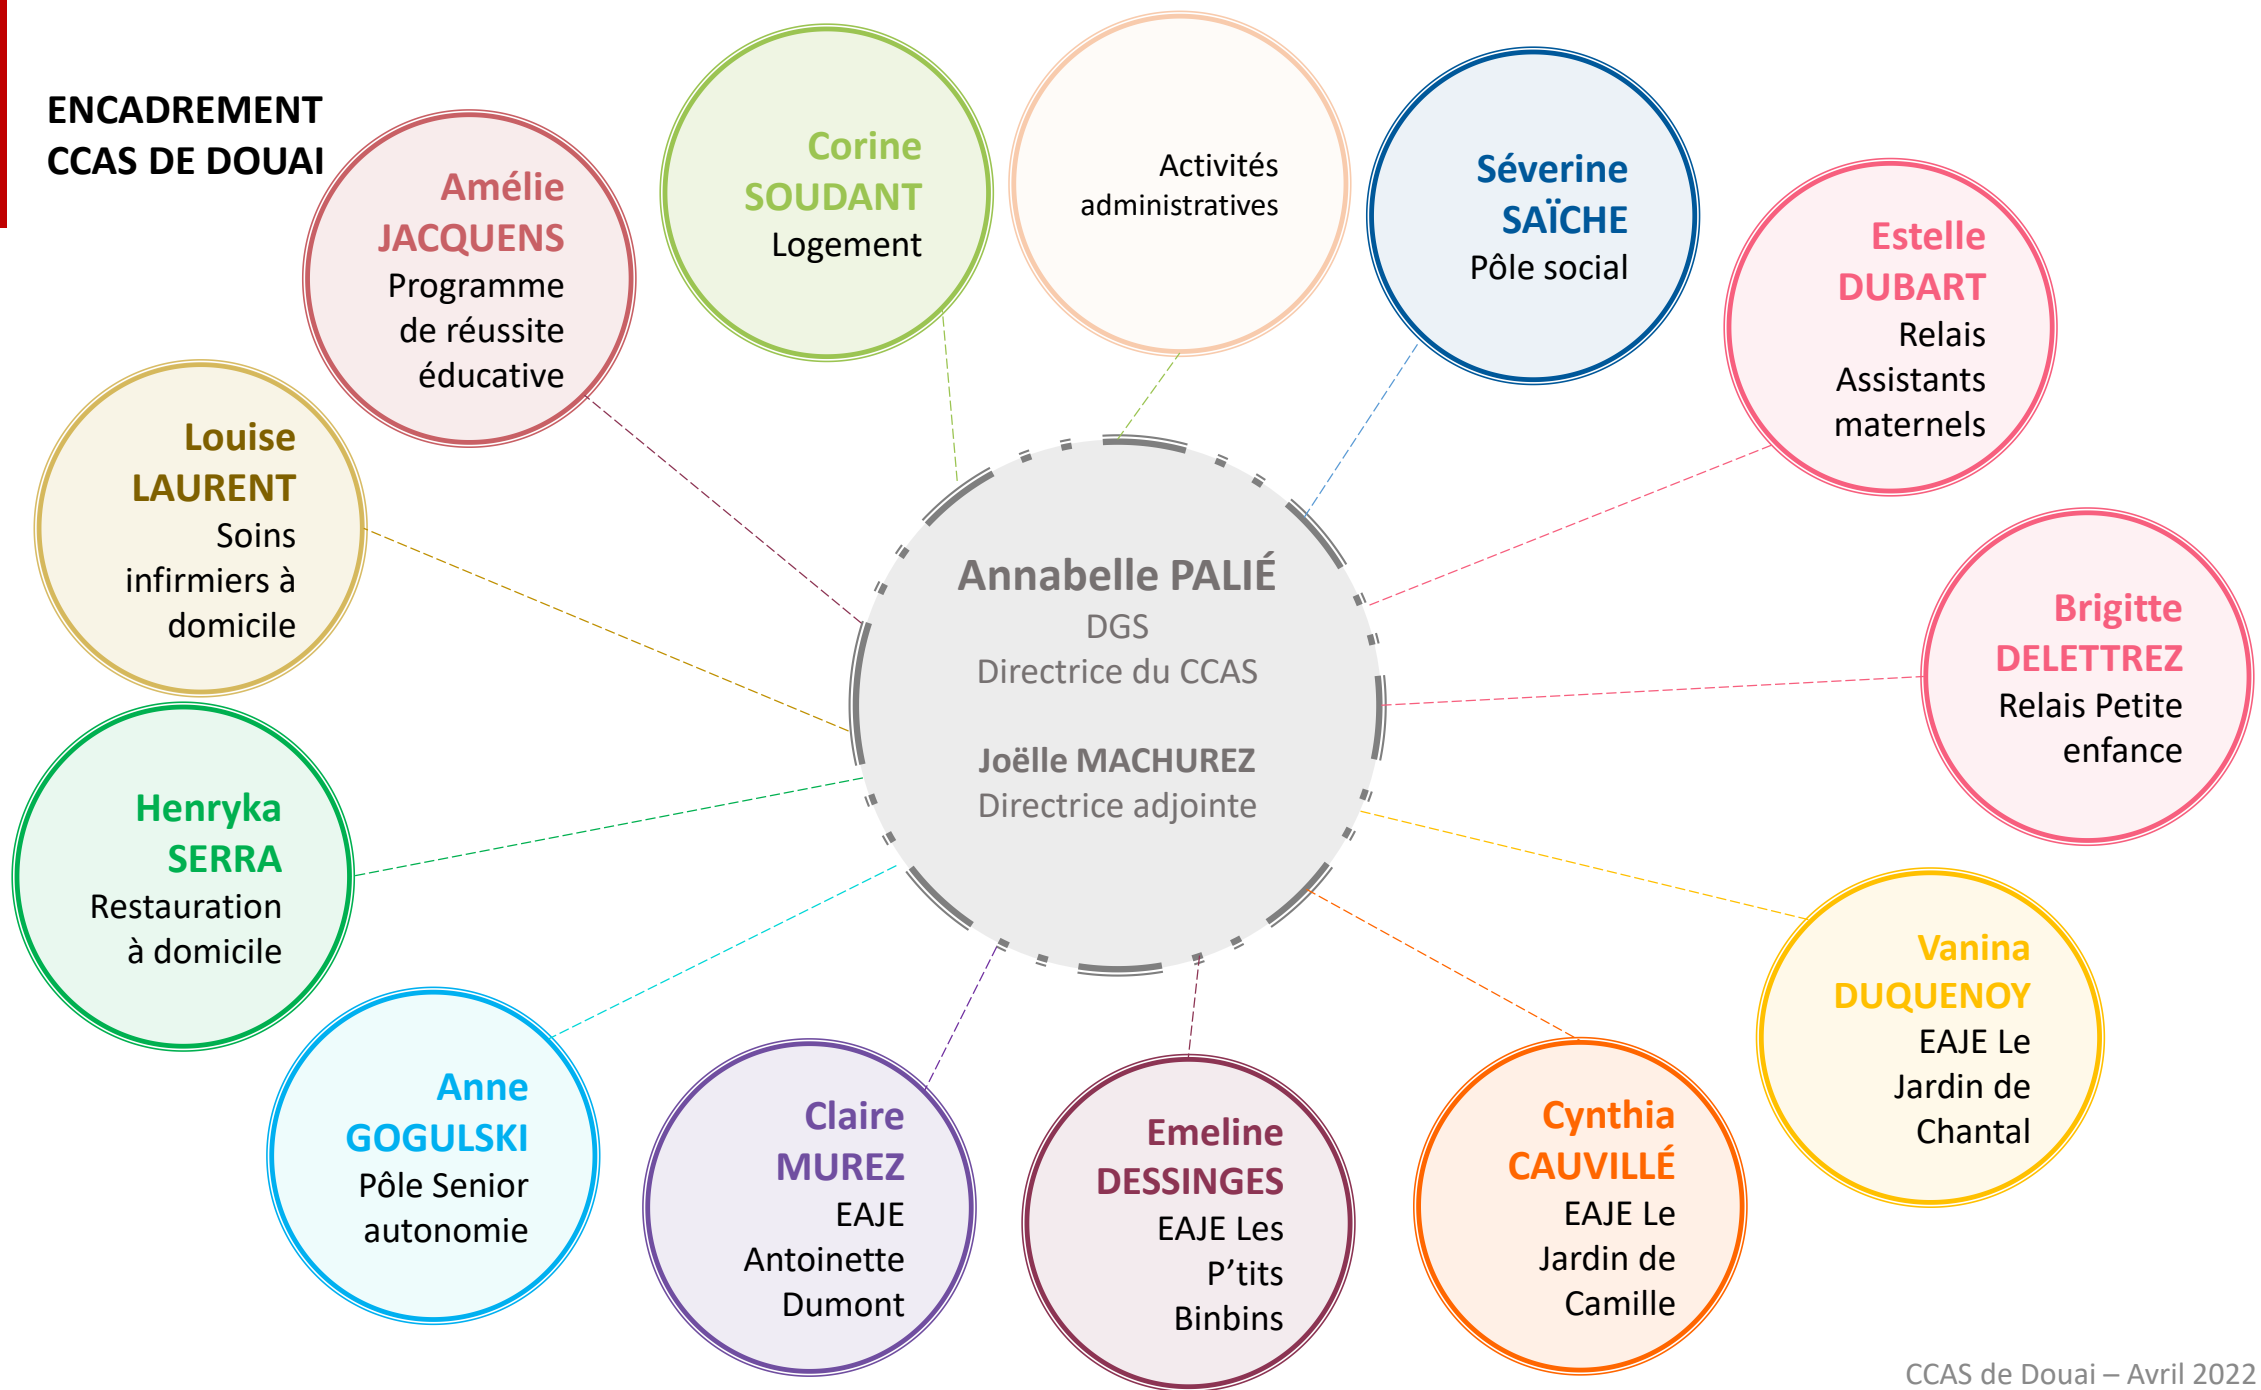 ENCADREMENT
CCAS DE DOUAI
Amélie
JACQUENS
Programme
de réussite
éducative
Corine
SOUDANT
Logement
Activités
administratives
Séverine
SAÏCHE
Pôle social
Estelle
DUBART
Relais
Assistants
maternels
Louise
LAURENT
Soins
infirmiers à
domicile
Annabelle PALIÉ
DGS
Directrice du CCAS
Joëlle MACHUREZ
Directrice adjointe
Brigitte
DELETTREZ
Relais Petite
enfance
Henryka
SERRA
Restauration
à domicile
Vanina
DUQUENOY
EAJE Le
Jardin de
Chantal
Anne
GOGULSKI
Pôle Senior
autonomie
Claire
MUREZ
EAJE
Antoinette
Dumont
Emeline
DESSINGES
EAJE Les
P’tits
Binbins
Cynthia
CAUVILLÉ
EAJE Le
Jardin de
Camille
CCAS de Douai – Avril 2022